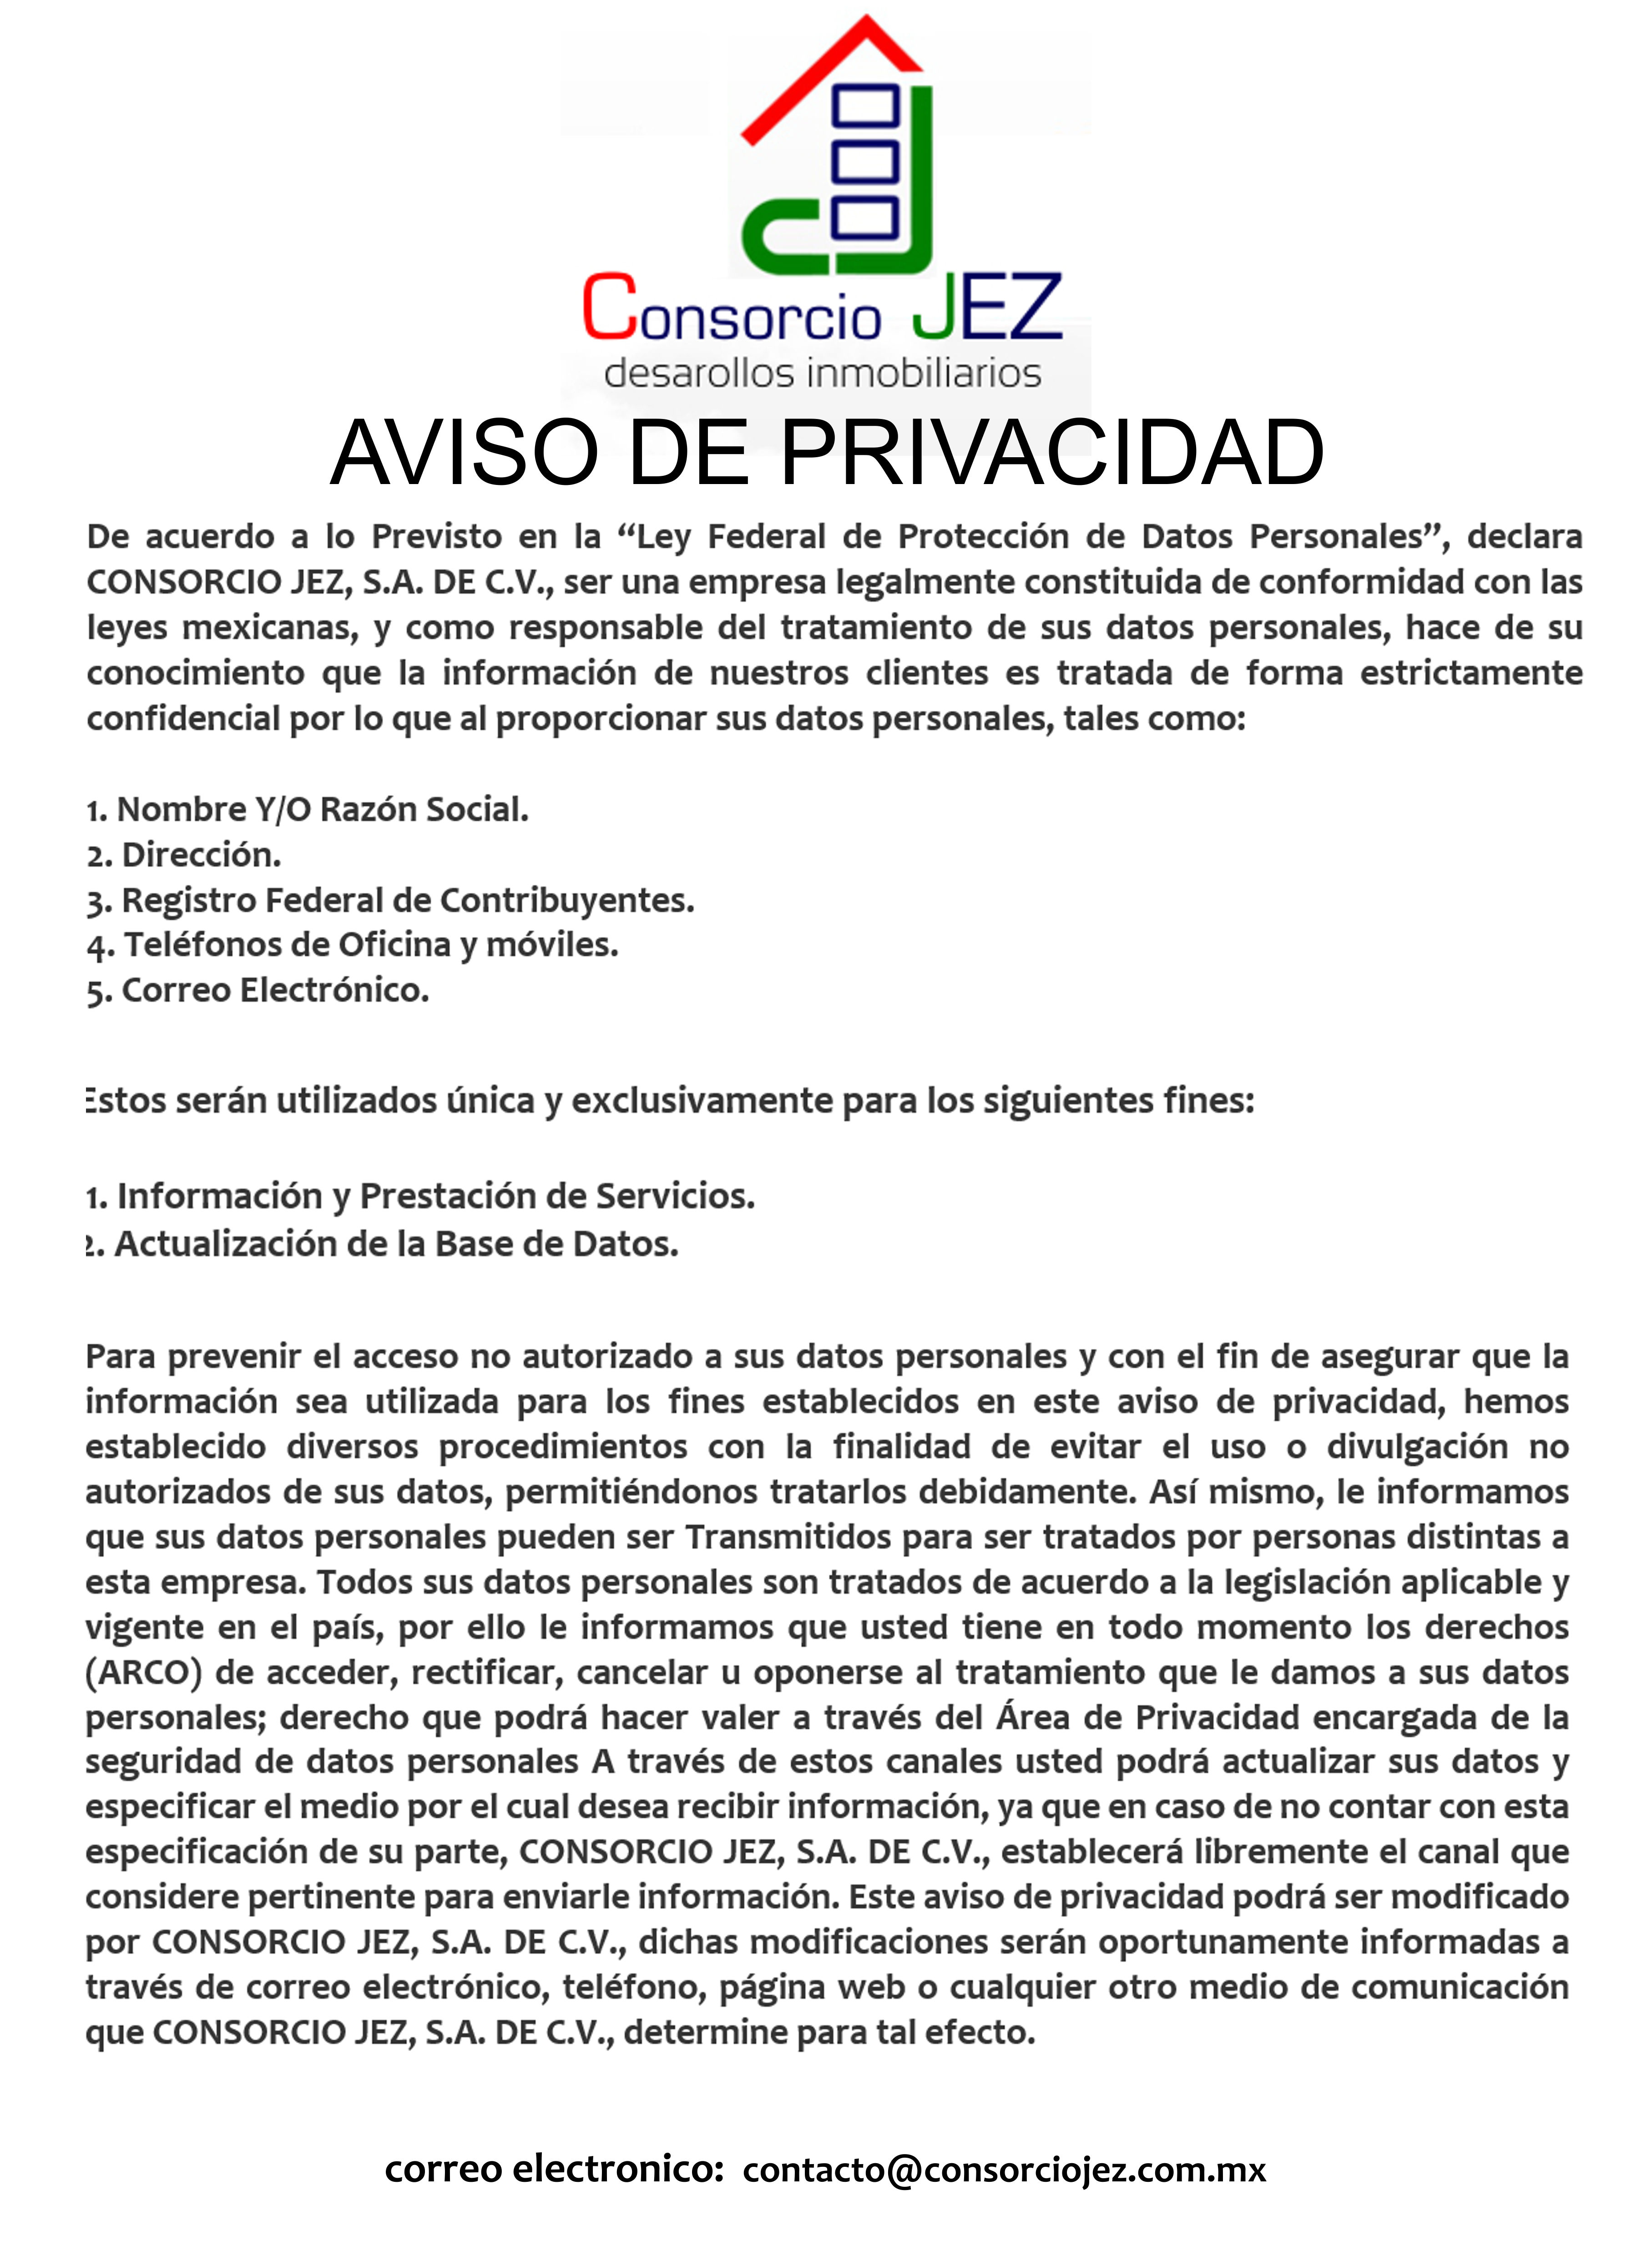 Consorcio JEZ
desarollos inmobiliarios
AVISO DE PRIVACIDAD
De acuerdo a lo Previsto en la “Ley Federal de Protección de Datos Personales”, declara
CONSORCIO JEZ, S.A. DE C.V., ser una empresa legalmente constituida de conformidad con las
leyes mexicanas, y como responsable del tratamiento de sus datos personales, hace de su
conocimiento que la información de nuestros clientes es tratada de forma estrictamente
confidencial por lo que al proporcionar sus datos personales, tales como:
1. Nombre Y/O Razón Social.
2. Dirección.
3. Registro Federal de Contribuyentes.
4. Teléfonos de Oficina y móviles.
5. Correo Electrónico.
Estos serán utilizados única y exclusivamente para los siguientes fines:
1. Información y Prestación de Servicios.
2. Actualización de la Base de Datos.
Para prevenir el acceso no autorizado a sus datos personales y con el fin de asegurar que la
información sea utilizada para los fines establecidos en este aviso de privacidad, hemos
establecido diversos procedimientos con la finalidad de evitar el uso o divulgación no
autorizados de sus datos, permitiéndonos tratarlos debidamente. Así mismo, le informamos
que sus datos personales pueden ser Transmitidos para ser tratados por personas distintas a
esta empresa. Todos sus datos personales son tratados de acuerdo a la legislación aplicable y
vigente en el país, por ello le informamos que usted tiene en todo momento los derechos
(ARCO) de acceder, rectificar, cancelar u oponerse al tratamiento que le damos a sus datos
personales; derecho que podrá hacer valer a través del Área de Privacidad encargada de la
seguridad de datos personales A través de estos canales usted podrá actualizar sus datos y
especificar el medio por el cual desea recibir información, ya que en caso de no contar con esta
especificación de su parte, CONSORCIO JEZ, S.A. DE C.V., establecerá libremente el canal que
considere pertinente para enviarle información. Este aviso de privacidad podrá ser modificado
por CONSORCIO JEZ, S.A. DE C.V., dichas modificaciones serán oportunamente informadas a
través de correo electrónico, teléfono, página web o cualquier otro medio de comunicación
que CONSORCIO JEZ, S.A. DE C.V., determine para tal efecto.
correo electronico: contacto@consorciojez.com.mx